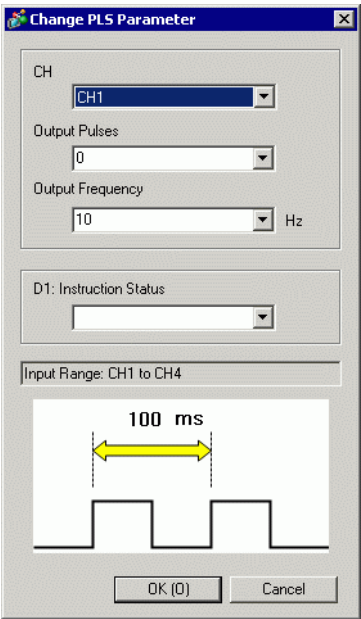 Change PLS Parameter
CH
CH1
Output Pulses
0
Output Frequency
10 Hz
D1: Instruction Status
Input Range: CH1 to CH4
100 ms
OK (O)
Cancel